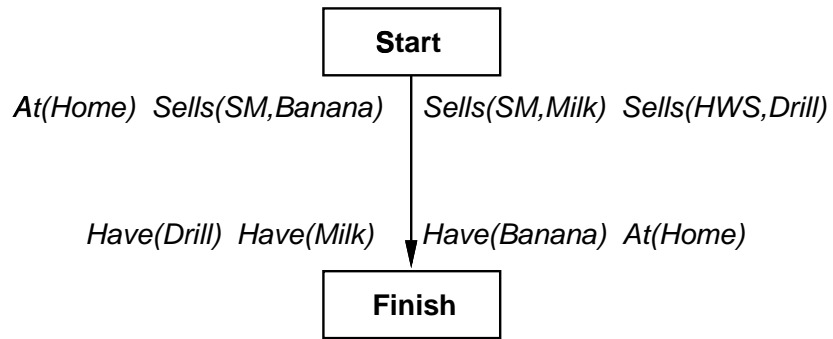 Start
At(Home) Sells(SM,Banana) Sells(SM,Milk) Sells(HWS,Drill)
Have(Drill) Have(Milk) Have(Banana) At(Home)
Finish